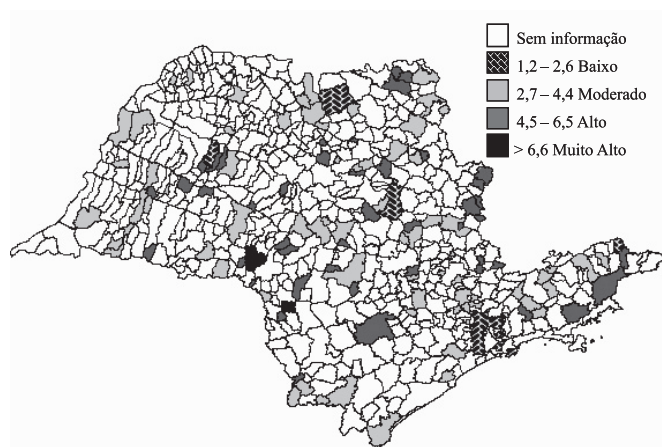 Sem informação
1,2 – 2,6 Baixo
2,7 – 4,4 Moderado
4,5 – 6,5 Alto
> 6,6 Muito Alto